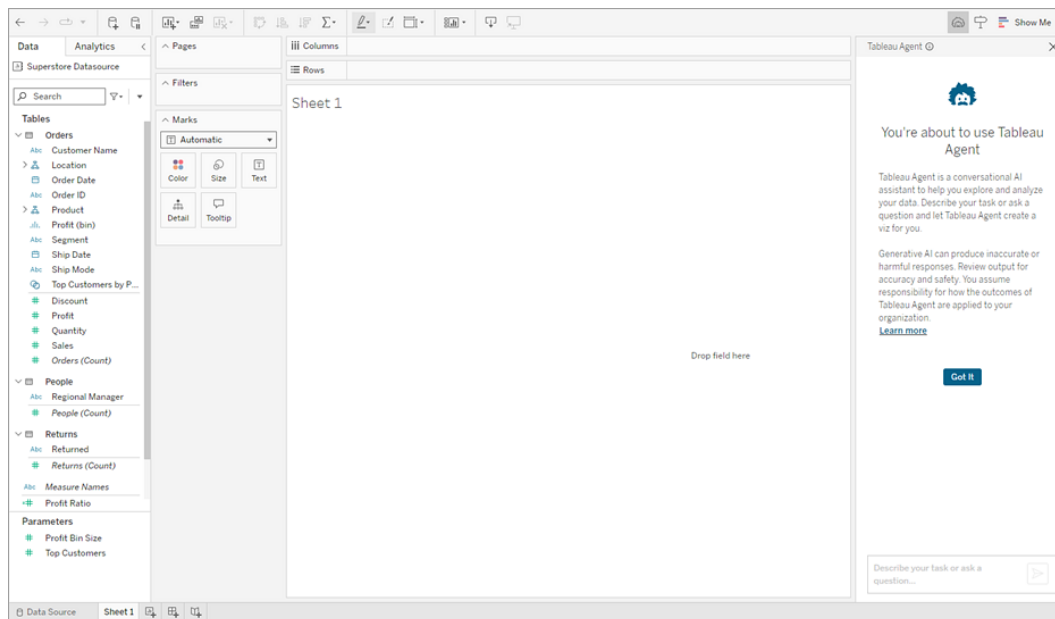 Show Me
Data
Analytics
Superstore Datasource
Search
Tables
Orders
Abc Customer Name
Location
Order Date
Abc Order ID
Product
Profit (bin)
Abc Segment
Ship Date
Abc Ship Mode
Top Customers by P...
# Discount
# Profit
# Quantity
# Sales
# Orders (Count)
People
Abc Regional Manager
# People (Count)
Returns
Abc Returned
# Returns (Count)
Abc Measure Names
=# Profit Ratio
Parameters
# Profit Bin Size
# Top Customers
Pages
Filters
Marks
Automatic
Color
Size
Text
Detail
Tooltip
Columns
Rows
Sheet 1
Drop field here
Tableau Agent
You're about to use Tableau
Agent
Tableau Agent is a conversational AI
assistant to help you explore and analyze
your data. Describe your task or ask a
question and let Tableau Agent create a
viz for you.
Generative AI can produce inaccurate or
harmful responses. Review output for
accuracy and safety. You assume
responsibility for how the outcomes of
Tableau Agent are applied to your
organization.
Learn more
Got It
Describe your task or ask a
question...
Data Source
Sheet 1